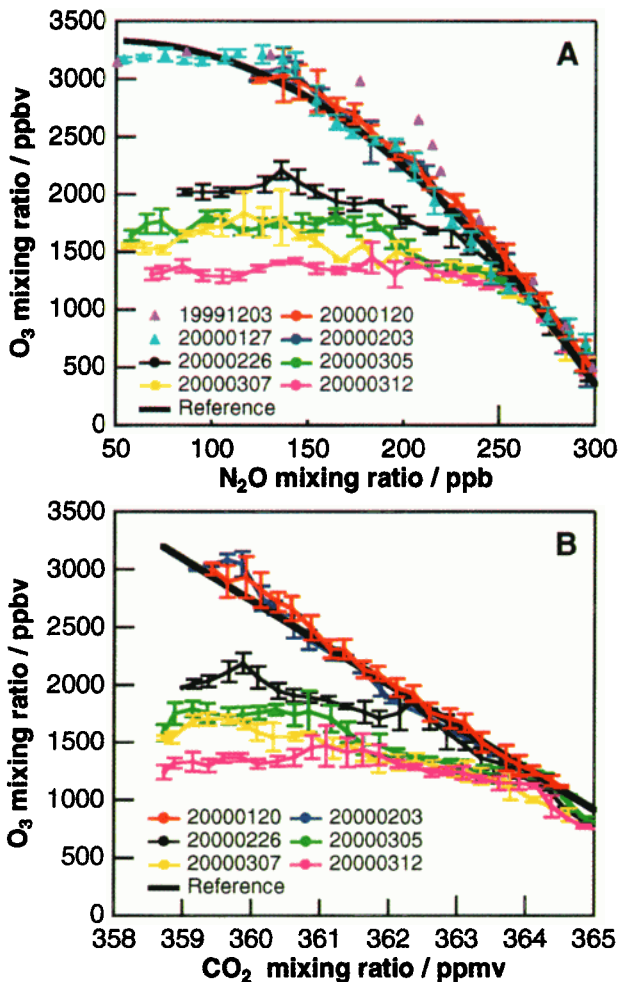 A
3500
3000
2500
2000
1500
1000
500
0
O₃ mixing ratio / ppbv
19991203 20000120
20000127 20000203
20000226 20000305
20000307 20000312
Reference
50 100 150 200 250 300
N₂O mixing ratio / ppb
B
3500
3000
2500
2000
1500
1000
500
0
O₃ mixing ratio / ppbv
20000120 20000203
20000226 20000305
20000307 20000312
Reference
358 359 360 361 362 363 364 365
CO₂ mixing ratio / ppmv